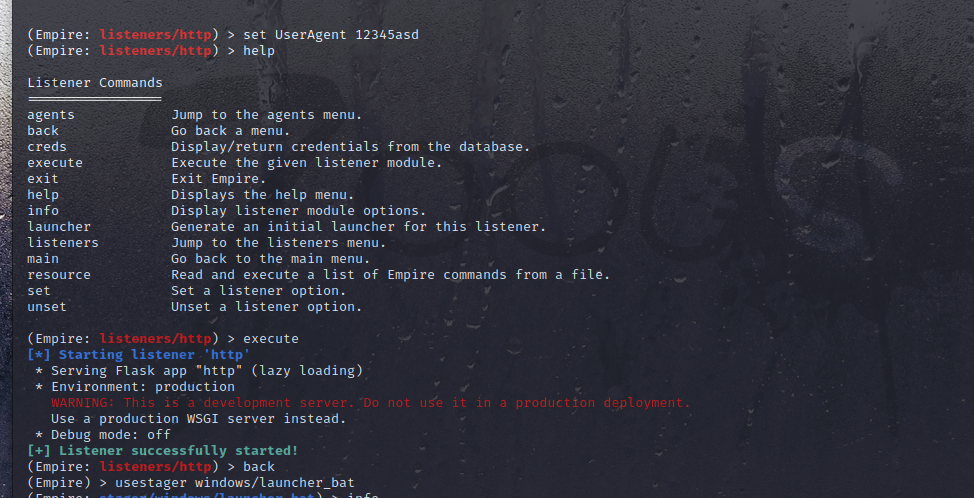 (Empire: listeners/http) > set UserAgent 12345asd
(Empire: listeners/http) > help
Listener Commands
=================
agents Jump to the agents menu.
back Go back a menu.
creds Display/return credentials from the database.
execute Execute the given listener module.
exit Exit Empire.
help Displays the help menu.
info Display listener module options.
launcher Generate an initial launcher for this listener.
listeners Jump to the listeners menu.
main Go back to the main menu.
resource Read and execute a list of Empire commands from a file.
set Set a listener option.
unset Unset a listener option.
(Empire: listeners/http) > execute
[*] Starting listener 'http'
* Serving Flask app "http" (lazy loading)
* Environment: production
WARNING: This is a development server. Do not use it in a production deployment.
Use a production WSGI server instead.
* Debug mode: off
[+] Listener successfully started!
(Empire: listeners/http) > back
(Empire) > usestager windows/launcher_bat
(Empire: stager/windows/launcher_bat) > info